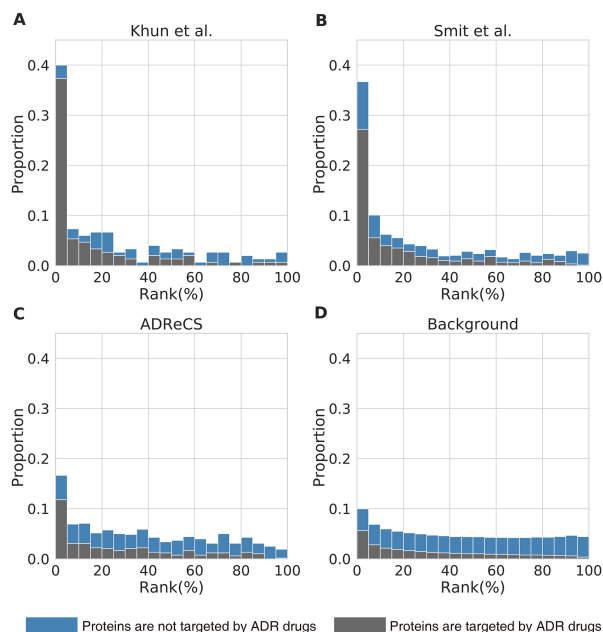 A
Khun et al.
Proportion
0.4
0.3
0.2
0.1
0.0
0 20 40 60 80 100
Rank(%)
B
Smit et al.
Proportion
0.4
0.3
0.2
0.1
0.0
0 20 40 60 80 100
Rank(%)
C
ADReCS
Proportion
0.4
0.3
0.2
0.1
0.0
0 20 40 60 80 100
Rank(%)
D
Background
Proportion
0.4
0.3
0.2
0.1
0.0
0 20 40 60 80 100
Rank(%)
Proteins are not targeted by ADR drugs
Proteins are targeted by ADR drugs